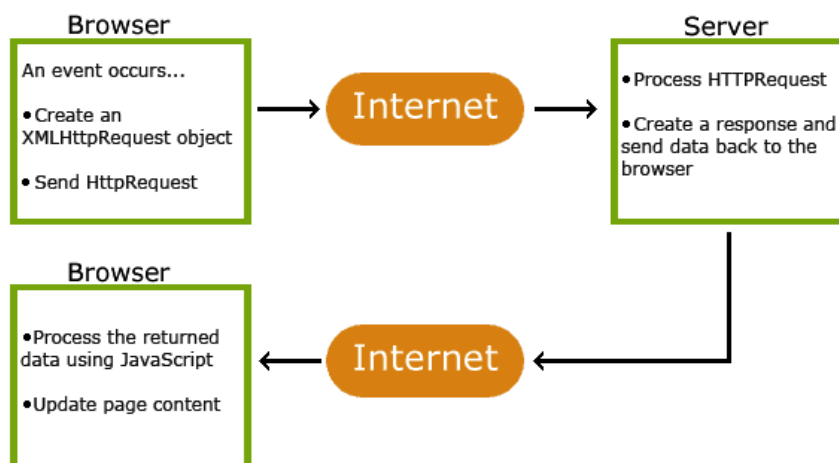 Browser
An event occurs...
•Create an
XMLHttpRequest object
•Send HttpRequest
Internet
Server
•Process HTTPRequest
•Create a response and
send data back to the
browser
Browser
•Process the returned
data using JavaScript
•Update page content
Internet